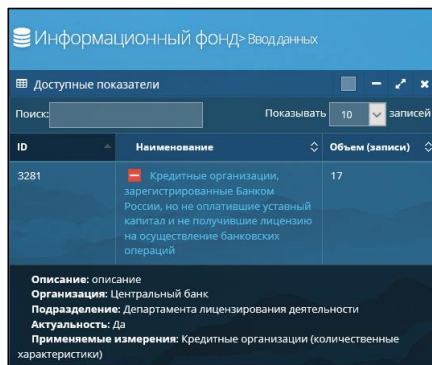 Информационный фонд> Ввод данных
Доступные показатели
Поиск: Показывать 10 записей
ID Наименование Объем (записи)
3281 Кредитные организации, 17
зарегистрированные Банком
России, но не оплатившие уставный
капитал и не получившие лицензию
на осуществление банковских
операций
Описание: описание
Организация: Центральный банк
Подразделение: Департамента лицензирования деятельности
Актуальность: Да
Применяемые измерения: Кредитные организации (количественные
характеристики)